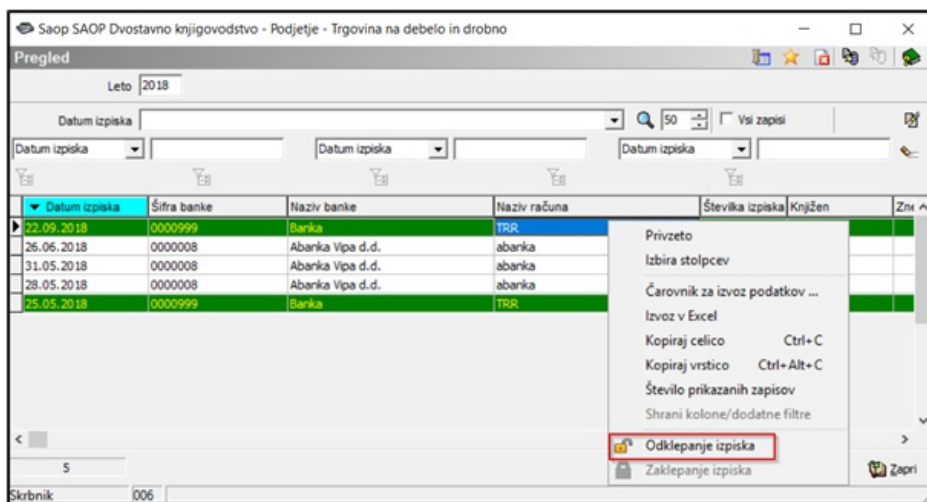 Saop SAOP Dvostavno knjigovodstvo - Podjetje - Trgovina na debelo in drobno
Pregled
Leto 2018
Datum izpiska 50 Vsi zapisi
Datum izpiska Datum izpiska Datum izpiska
Datum izpiska Šifra banke Naziv banke Naziv računa Številka izpiska Knjižen
22.09.2018 0000999 Banka TRR
26.06.2018 0000008 Abanka Vipa d.d. abanka
31.05.2018 0000008 Abanka Vipa d.d. abanka
28.05.2018 0000008 Abanka Vipa d.d. abanka
25.05.2018 0000999 Banka TRR
Privzeto
Izbira stolpcev
Čarovnik za izvoz podatkov ...
Izvoz v Excel
Kopiraj celico Ctrl+C
Kopiraj vrstico Ctrl+Alt+C
Število prikazanih zapisov
Shrani kolone/dodatne filtre
Odklepanje izpiska
Zaklepanje izpiska
5 Zapri
Skrbnik 006